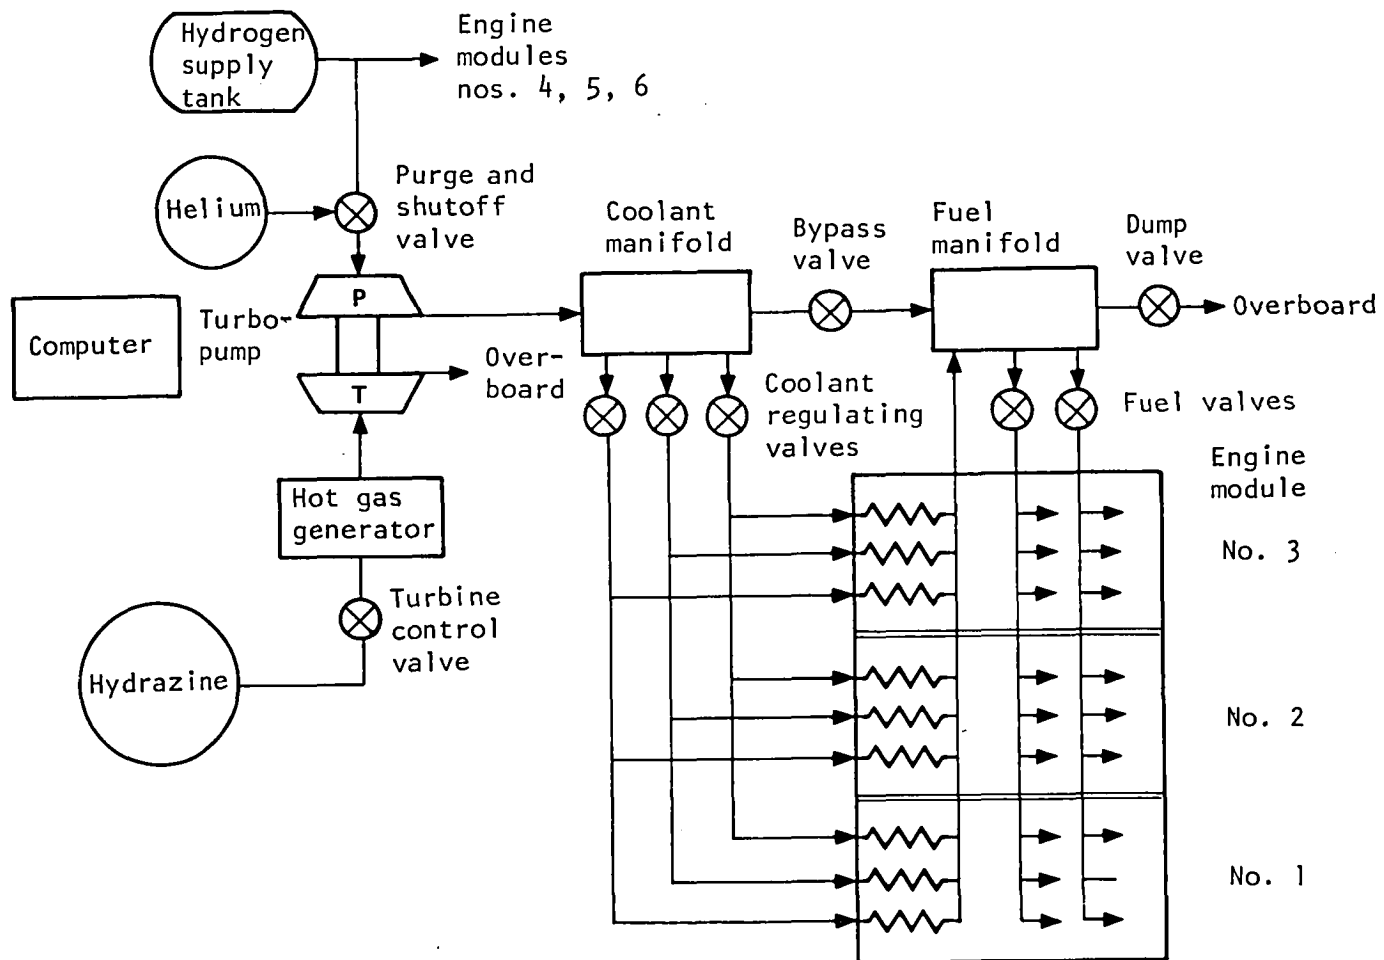 Hydrogen
supply
tank
Engine
modules
nos. 4, 5, 6
Helium
Purge and
shutoff
valve
Coolant
manifold
Bypass
valve
Fuel
manifold
Dump
valve
Overboard
Computer
Turbo-
pump
P
T
Over-
board
Coolant
regulating
valves
Fuel valves
Engine
module
Hot gas
generator
No. 3
Turbine
control
valve
Hydrazine
No. 2
No. 1